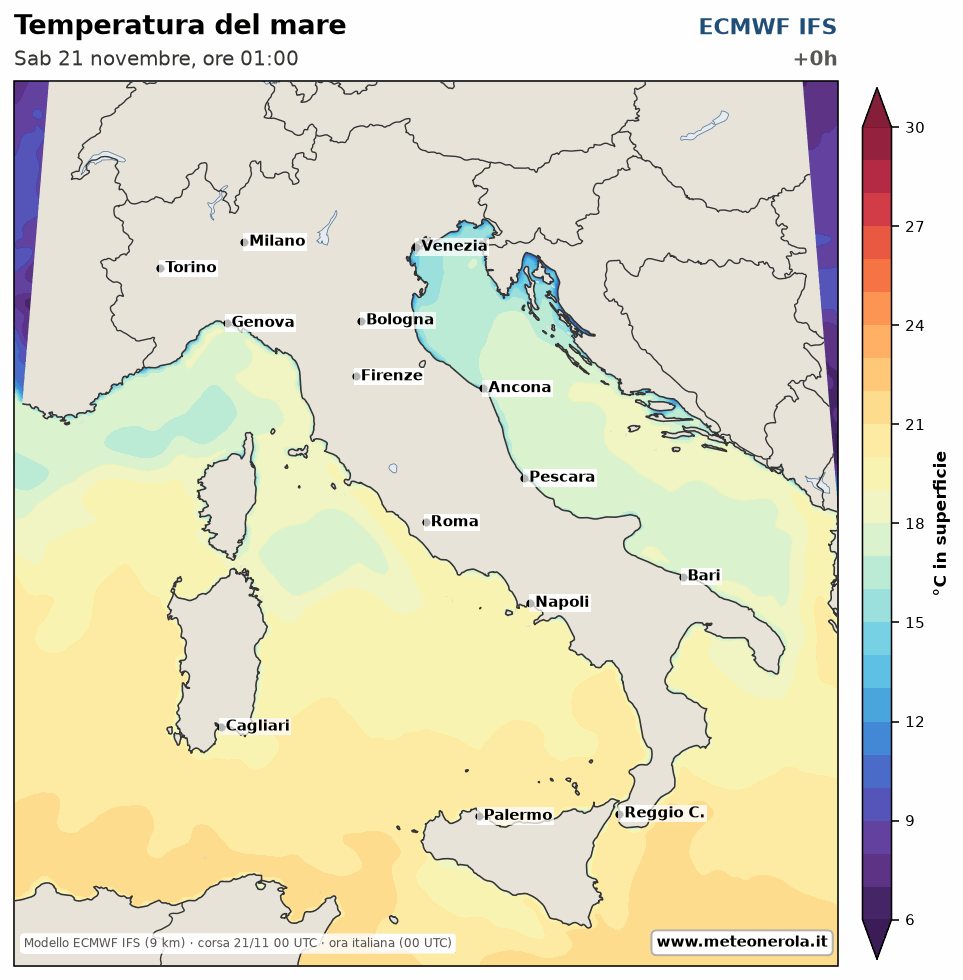 Temperatura del mare
ECMWF IFS
Sab 21 novembre, ore 01:00
+0h
Milano
Venezia
Torino
Genova
Bologna
Firenze
Ancona
Pescara
Roma
Bari
Napoli
Cagliari
Palermo
Reggio C.
30
27
24
21
18
15
12
9
6
°C in superficie
Modello ECMWF IFS (9 km) · corsa 21/11 00 UTC · ora italiana (00 UTC)
www.meteonerola.it